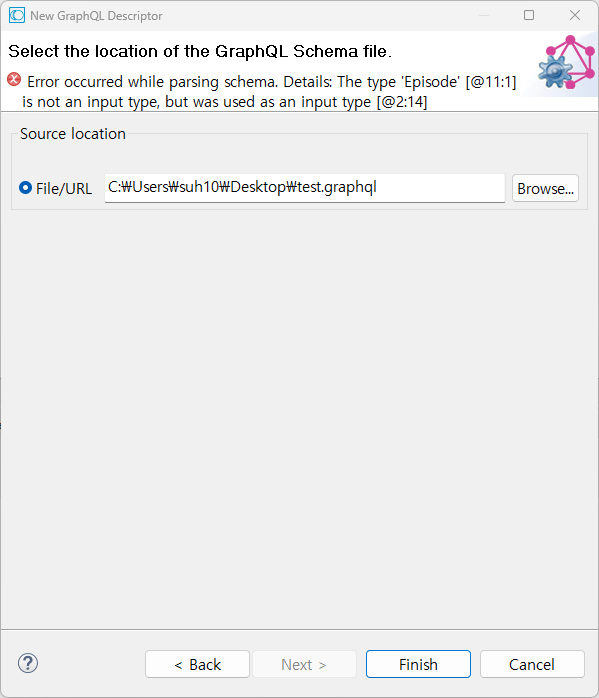 New GraphQL Descriptor
Select the location of the GraphQL Schema file.
Error occurred while parsing schema. Details: The type 'Episode' [@11:1]
is not an input type, but was used as an input type [@2:14]
Source location
File/URL C:₩Users₩suh10₩Desktop₩test.graphql Browse...
? < Back Next > Finish Cancel